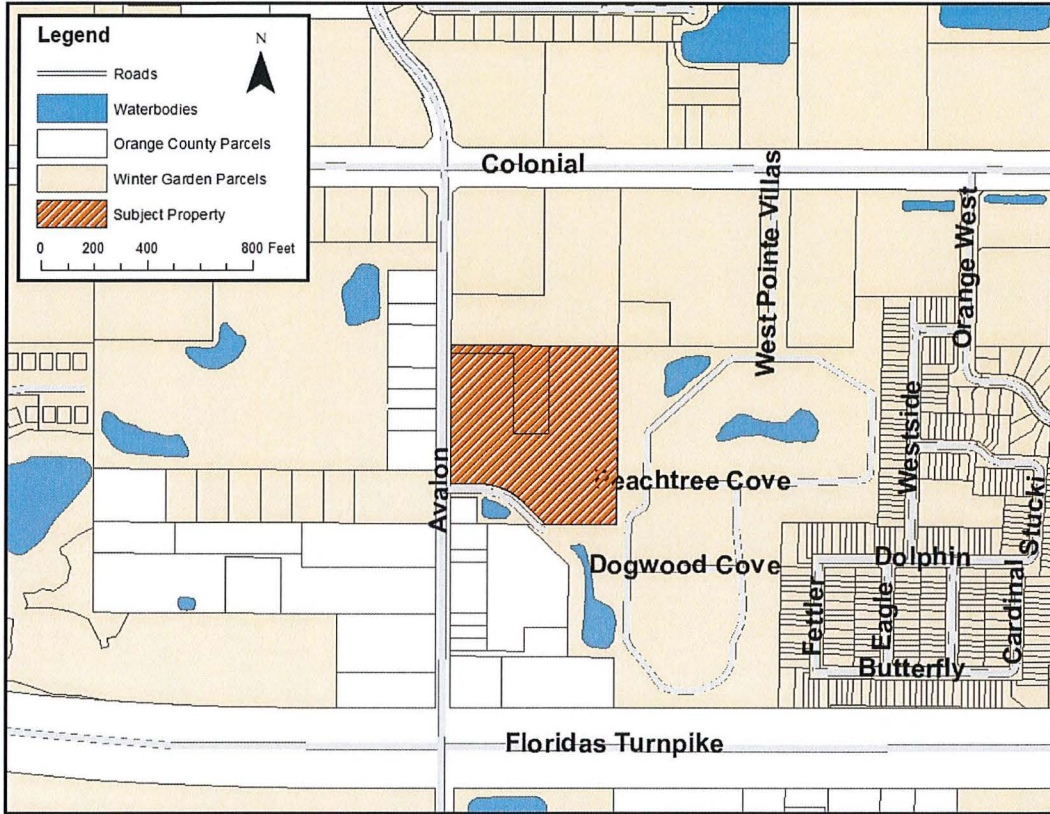 Legend
N
Roads
Waterbodies
Orange County Parcels
Winter Garden Parcels
Subject Property
0 200 400 800 Feet
Colonial
West Pointe Villas
Orange West
Avalon
Westside
Peachtree Cove
Stucki
Dogwood Cove
Dolphin
Fettler
Eagle
Cardinal
Butterfly
Floridas Turnpike